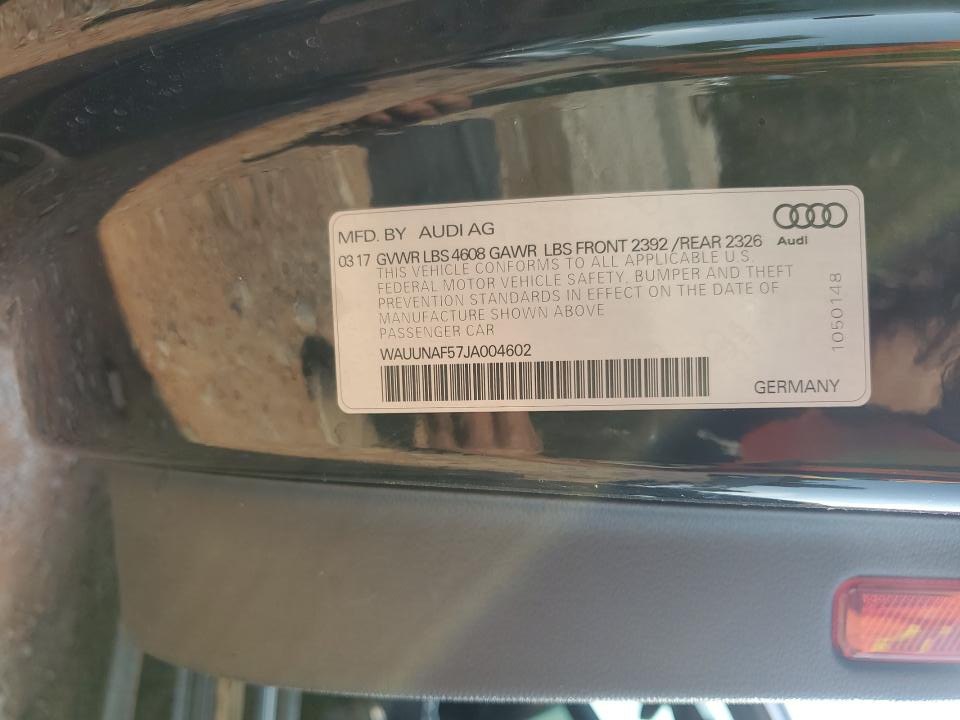 MFD. BY AUDI AG
Audi
03 17 GVWR LBS 4608 GAWR LBS FRONT 2392 /REAR 2326
THIS VEHICLE CONFORMS TO ALL APPLICABLE U.S.
FEDERAL MOTOR VEHICLE SAFETY, BUMPER AND THEFT
PREVENTION STANDARDS IN EFFECT ON THE DATE OF
MANUFACTURE SHOWN ABOVE
PASSENGER CAR
WAUUNAF57JA004602
GERMANY
1050148